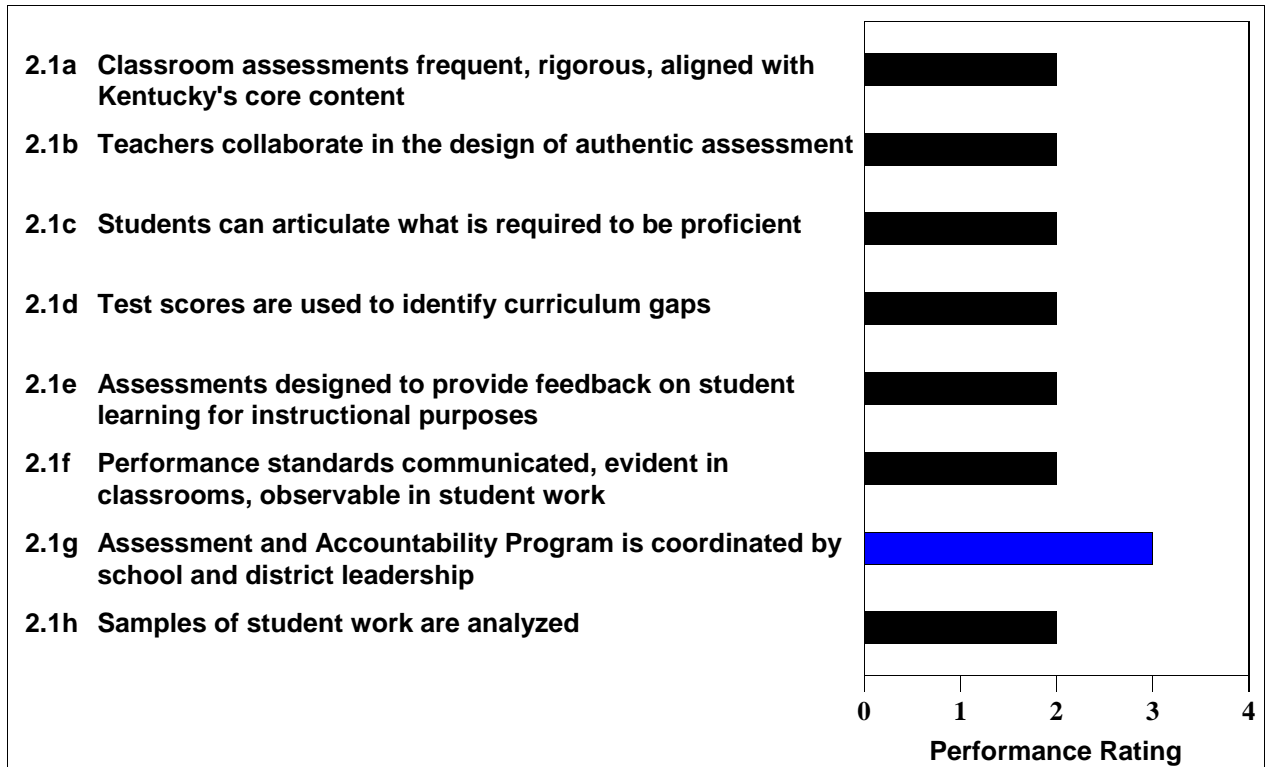 2.1a Classroom assessments frequent, rigorous, aligned with
Kentucky's core content
2.1b Teachers collaborate in the design of authentic assessment
2.1c Students can articulate what is required to be proficient
2.1d Test scores are used to identify curriculum gaps
2.1e Assessments designed to provide feedback on student
learning for instructional purposes
2.1f Performance standards communicated, evident in
classrooms, observable in student work
2.1g Assessment and Accountability Program is coordinated by
school and district leadership
2.1h Samples of student work are analyzed
0 1 2 3 4
Performance Rating